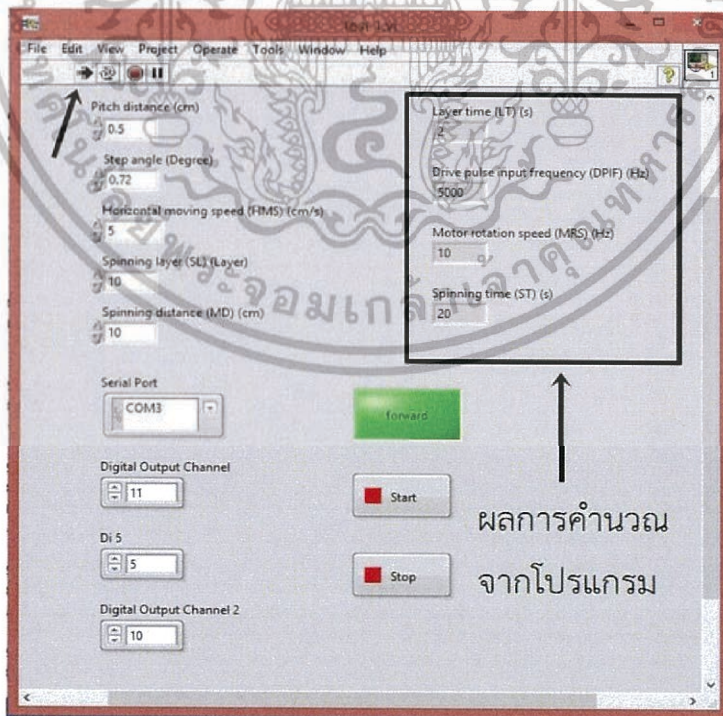 File Edit View Project Operate Tools Window Help
Pitch distance (cm)
0.5
Step angle (Degree)
0.72
Horizontal moving speed (HMS) (cm/s)
5
Spinning layer (SL) (Layer)
10
Spinning distance (MD) (cm)
10
Layer time (LT) (s)
2
Drive pulse input frequency (DPIF) (Hz)
5000
Motor rotation speed (MRS) (Hz)
10
Spinning time (ST) (s)
20
Serial Port
COM3
forward
Digital Output Channel
11
Start
Di 5
5
Stop
Digital Output Channel 2
10
ผลการคำนวณ
จากโปรแกรม